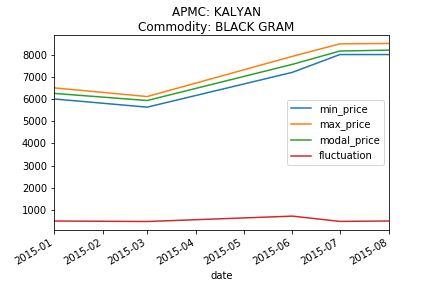 APMC: KALYAN
Commodity: BLACK GRAM
8000
7000
6000
5000
4000
3000
2000
1000
min_price
max_price
modal_price
fluctuation
2015-01
2015-02
2015-03
2015-04
2015-05
2015-06
2015-07
2015-08
date